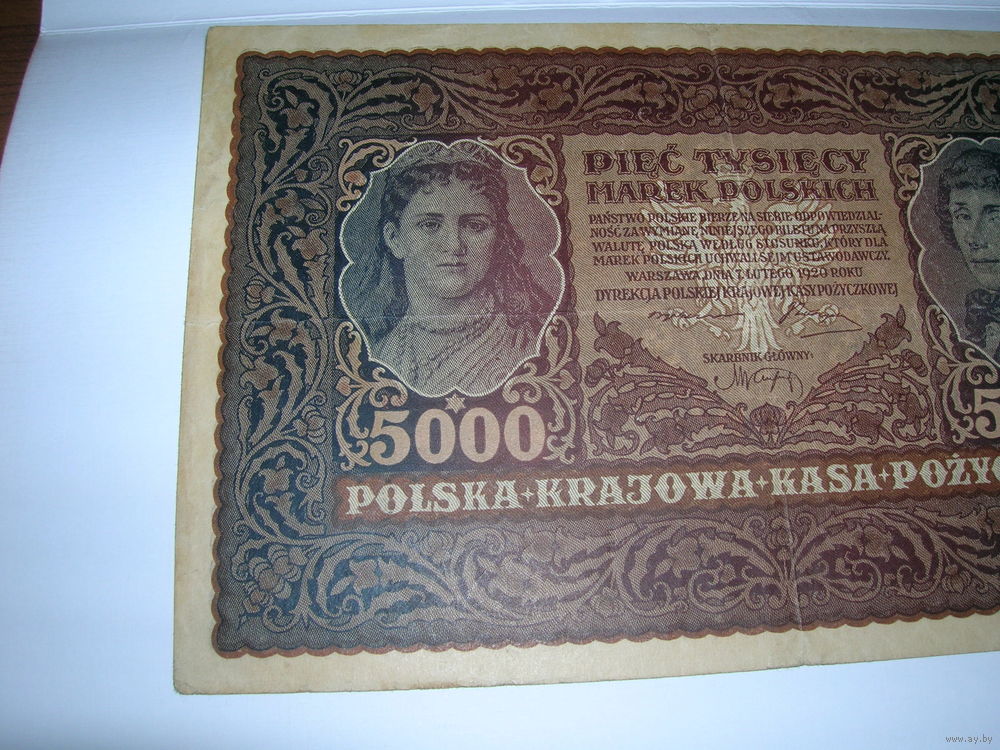 PIĘĆ TYSIĘCY
MAREK POLSKICH
PAŃSTWO POLSKIE BIERZE NA SIEBIE ODPOWIEDZIAL-
NOŚĆ ZA WYMIANĘ NINIEJSZEGO BILETU NA PRZYSZŁĄ
WALUTĘ POLSKĄ WEDŁUG STOSUNKU, KTÓRY DLA
MAREK POLSKICH UCHWALI SEJM USTAWODAWCZY.
WARSZAWA DNIA 7 LUTEGO 1920 ROKU
DYREKCJA POLSKIEJ KRAJOWEJ KASY POŻYCZKOWEJ
SKARBNIK GŁÓWNY:
5000
5
POLSKA+KRAJOWA+KASA+POŻYC
www.ay.by